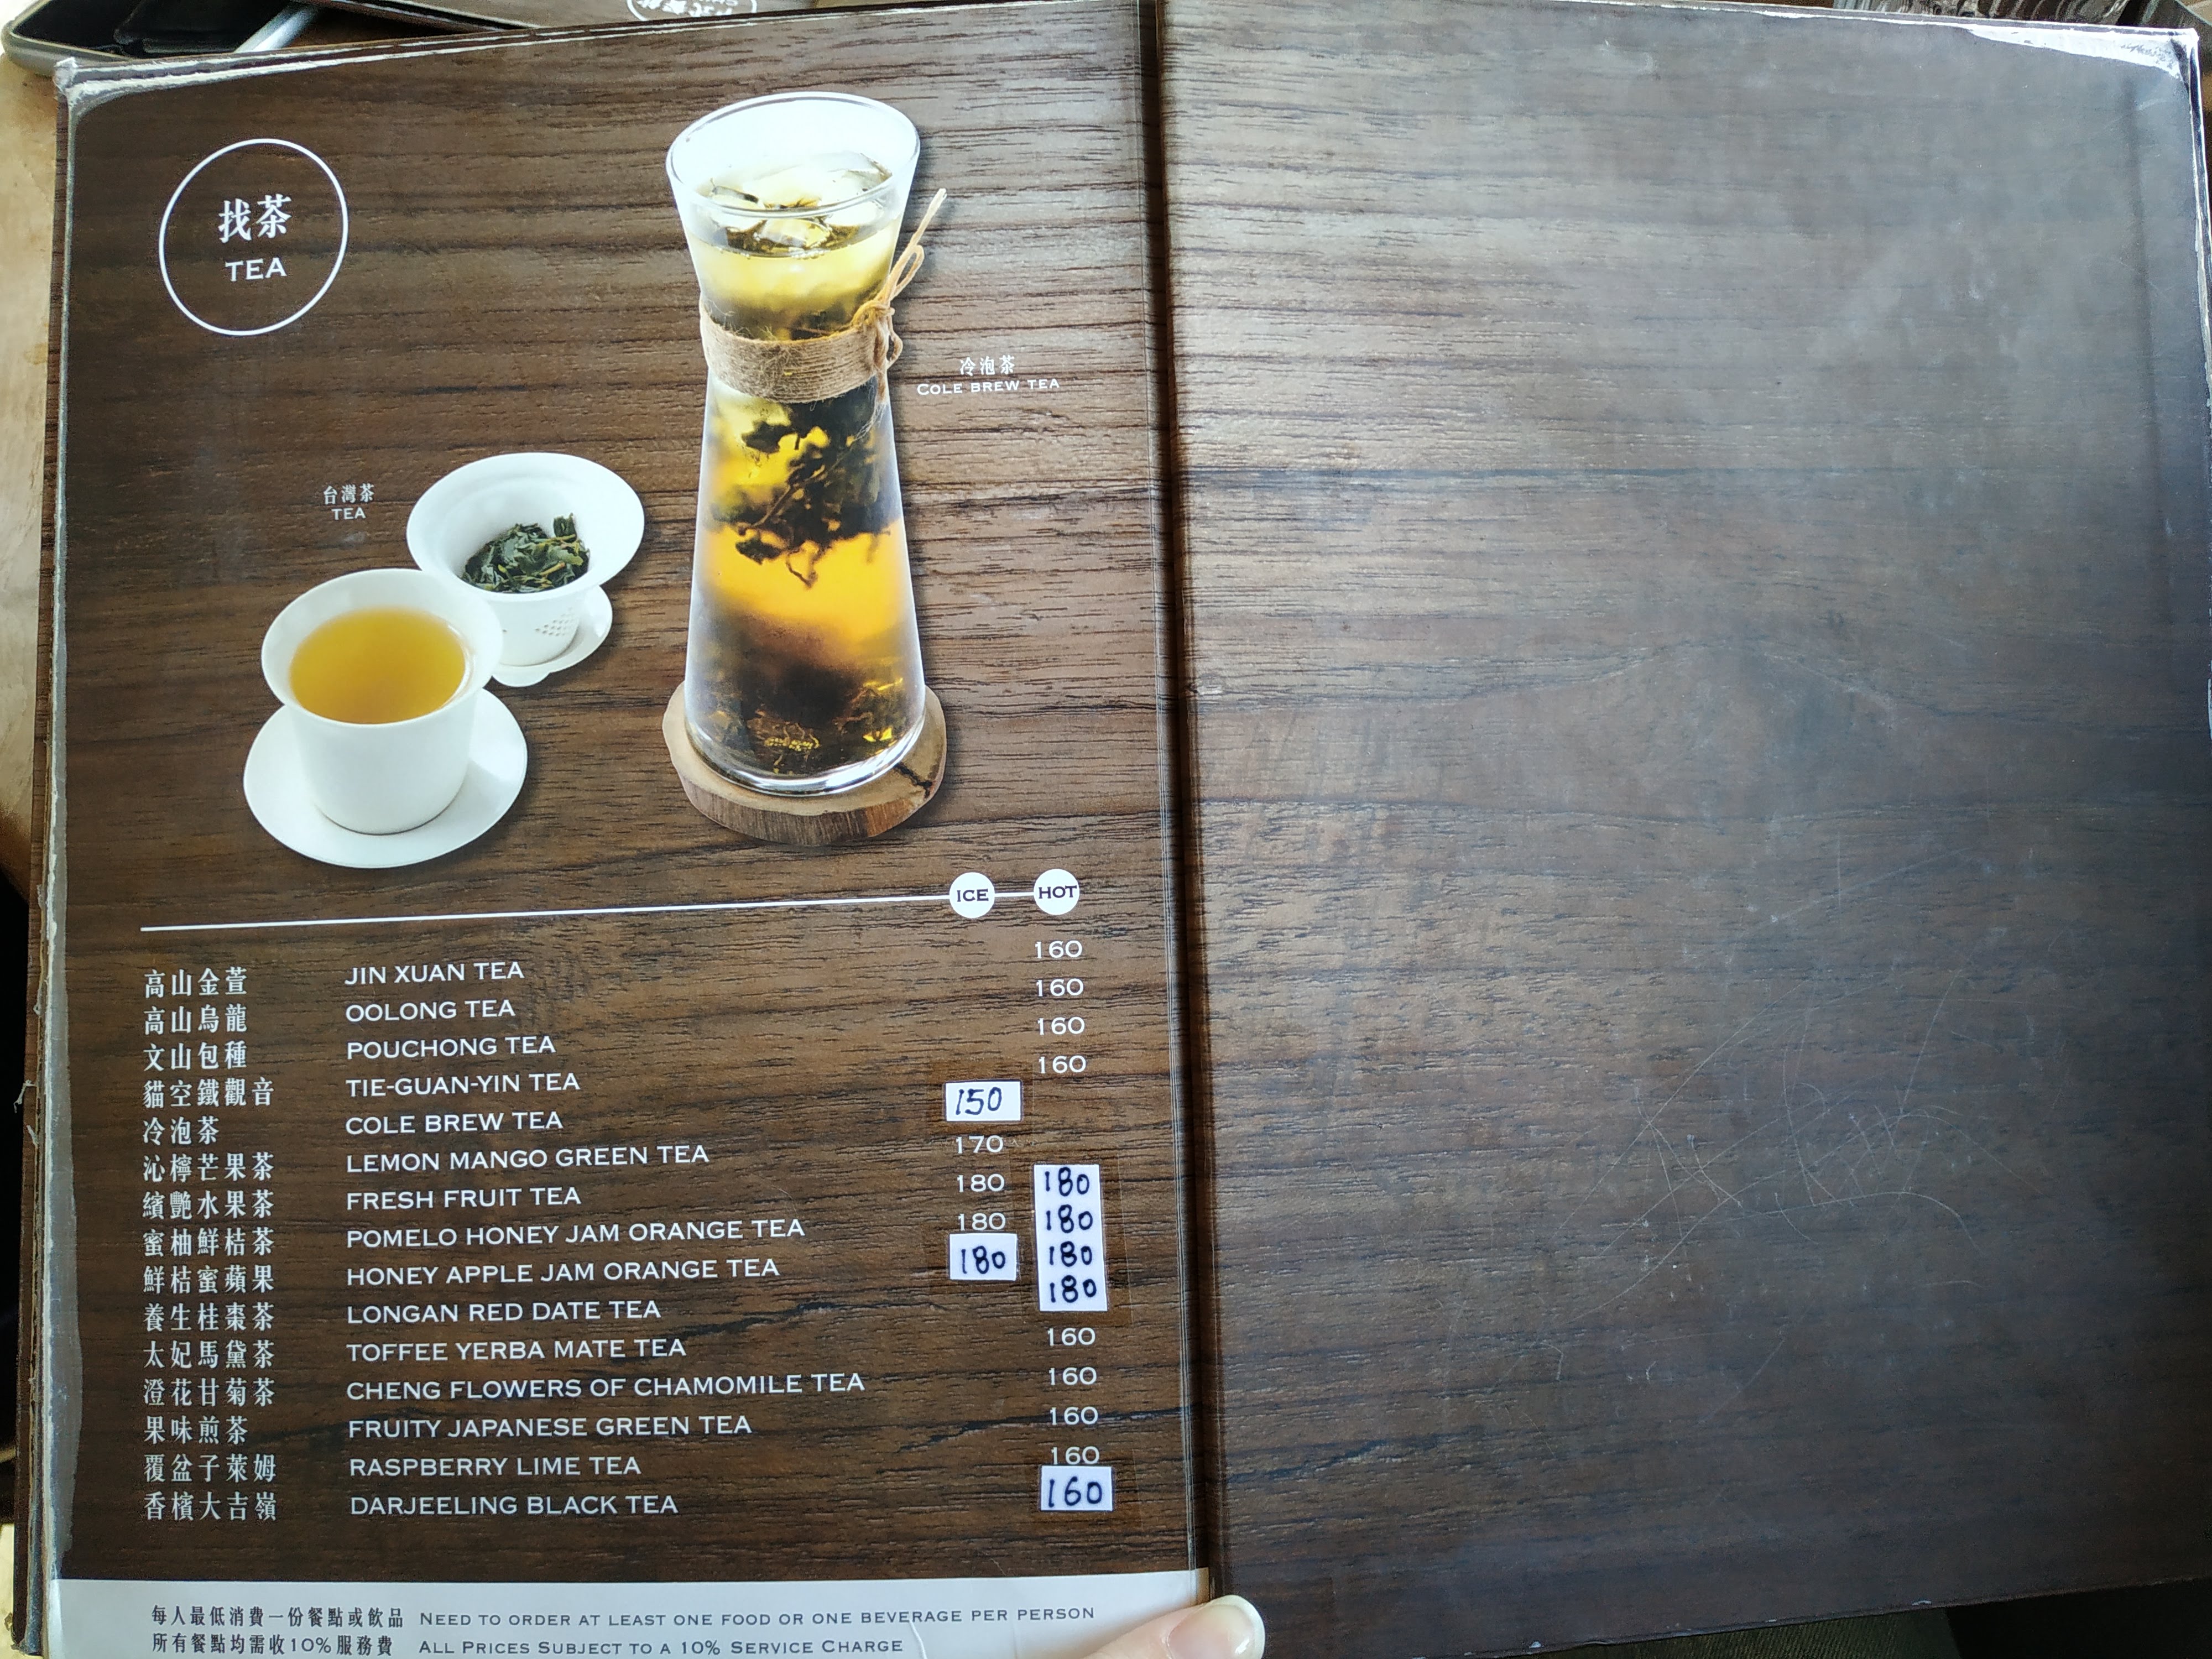 找茶
TEA
冷泡茶
COLE BREW TEA
台灣茶
TEA
ICE HOT
高山金萱 JIN XUAN TEA 160
高山烏龍 OOLONG TEA 160
文山包種 POUCHONG TEA 160
貓空鐵觀音 TIE-GUAN-YIN TEA 160
冷泡茶 COLE BREW TEA 150
沁檸芒果茶 LEMON MANGO GREEN TEA 170
繽艷水果茶 FRESH FRUIT TEA 180 180
蜜柚鮮桔茶 POMELO HONEY JAM ORANGE TEA 180 180
鮮桔蜜蘋果 HONEY APPLE JAM ORANGE TEA 180 180
養生桂棗茶 LONGAN RED DATE TEA 180
太妃馬黛茶 TOFFEE YERBA MATE TEA 160
澄花甘菊茶 CHENG FLOWERS OF CHAMOMILE TEA 160
果味煎茶 FRUITY JAPANESE GREEN TEA 160
覆盆子萊姆 RASPBERRY LIME TEA 160
香檳大吉嶺 DARJEELING BLACK TEA 160
每人最低消費一份餐點或飲品 NEED TO ORDER AT LEAST ONE FOOD OR ONE BEVERAGE PER PERSON
所有餐點均需收10%服務費 ALL PRICES SUBJECT TO A 10% SERVICE CHARGE